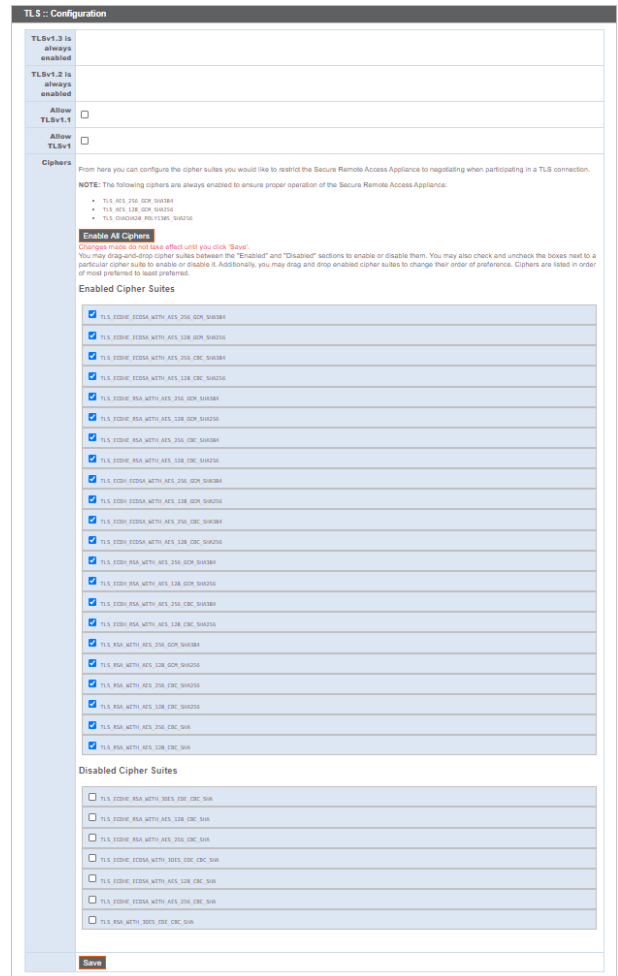 TLS :: Configuration
TLSv1.3 is
always
enabled
TLSv1.2 is
always
enabled
Allow
TLSv1.1
Allow
TLSv1
Ciphers
From here you can configure the cipher suites you would like to restrict the Secure Remote Access Appliance to negotiating when participating in a TLS connection.
NOTE: The following ciphers are always enabled to ensure proper operation of the Secure Remote Access Appliance:
• TLS_AES_256_GCM_SHA384
• TLS_AES_128_GCM_SHA256
• TLS_CHACHA20_POLY1305_SHA256
Enable All Ciphers
Changes made do not take effect until you click 'Save'.
You may drag-and-drop cipher suites between the "Enabled" and "Disabled" sections to enable or disable them. You may also check and uncheck the boxes next to a
particular cipher suite to enable or disable it. Additionally, you may drag and drop enabled cipher suites to change their order of preference. Ciphers are listed in order
of most preferred to least preferred.
Enabled Cipher Suites
TLS_ECDHE_ECDSA_WITH_AES_256_GCM_SHA384
TLS_ECDHE_ECDSA_WITH_AES_128_GCM_SHA256
TLS_ECDHE_ECDSA_WITH_AES_256_CBC_SHA384
TLS_ECDHE_ECDSA_WITH_AES_128_CBC_SHA256
TLS_ECDHE_RSA_WITH_AES_256_GCM_SHA384
TLS_ECDHE_RSA_WITH_AES_128_GCM_SHA256
TLS_ECDHE_RSA_WITH_AES_256_CBC_SHA384
TLS_ECDHE_RSA_WITH_AES_128_CBC_SHA256
TLS_ECDH_ECDSA_WITH_AES_256_GCM_SHA384
TLS_ECDH_ECDSA_WITH_AES_128_GCM_SHA256
TLS_ECDH_ECDSA_WITH_AES_256_CBC_SHA384
TLS_ECDH_ECDSA_WITH_AES_128_CBC_SHA256
TLS_ECDH_RSA_WITH_AES_256_GCM_SHA384
TLS_ECDH_RSA_WITH_AES_128_GCM_SHA256
TLS_ECDH_RSA_WITH_AES_256_CBC_SHA384
TLS_ECDH_RSA_WITH_AES_128_CBC_SHA256
TLS_RSA_WITH_AES_256_GCM_SHA384
TLS_RSA_WITH_AES_128_GCM_SHA256
TLS_RSA_WITH_AES_256_CBC_SHA256
TLS_RSA_WITH_AES_128_CBC_SHA256
TLS_RSA_WITH_AES_256_CBC_SHA
TLS_RSA_WITH_AES_128_CBC_SHA
Disabled Cipher Suites
TLS_ECDHE_RSA_WITH_3DES_EDE_CBC_SHA
TLS_ECDHE_RSA_WITH_AES_128_CBC_SHA
TLS_ECDHE_RSA_WITH_AES_256_CBC_SHA
TLS_ECDHE_ECDSA_WITH_3DES_EDE_CBC_SHA
TLS_ECDHE_ECDSA_WITH_AES_128_CBC_SHA
TLS_ECDHE_ECDSA_WITH_AES_256_CBC_SHA
TLS_RSA_WITH_3DES_EDE_CBC_SHA
Save